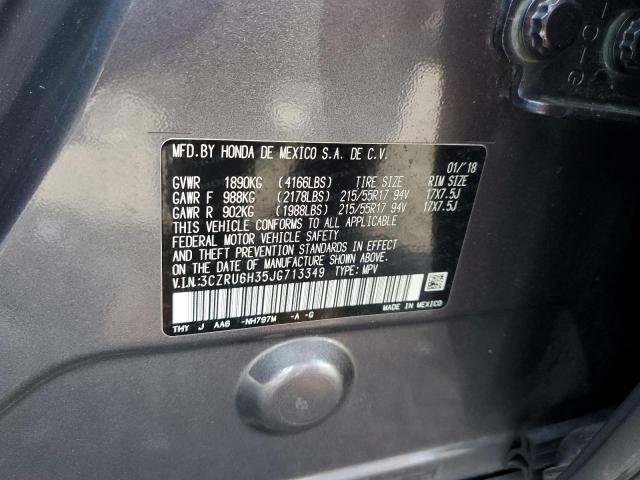 MFD.BY HONDA DE MEXICO S.A. DE C.V.
01/'18
GVWR 1890KG (4166LBS) TIRE SIZE RIM SIZE
GAWR F 988KG (2178LBS) 215/55R17 94V 17X7.5J
GAWR R 902KG (1988LBS) 215/55R17 94V 17X7.5J
THIS VEHICLE CONFORMS TO ALL APPLICABLE
FEDERAL MOTOR VEHICLE SAFETY
AND THEFT PREVENTION STANDARDS IN EFFECT
ON THE DATE OF MANUFACTURE SHOWN ABOVE.
V.I.N.:3CZRU6H35JG713349 TYPE: MPV
THY J AA6 -NH797M -A -G
MADE IN MEXICO